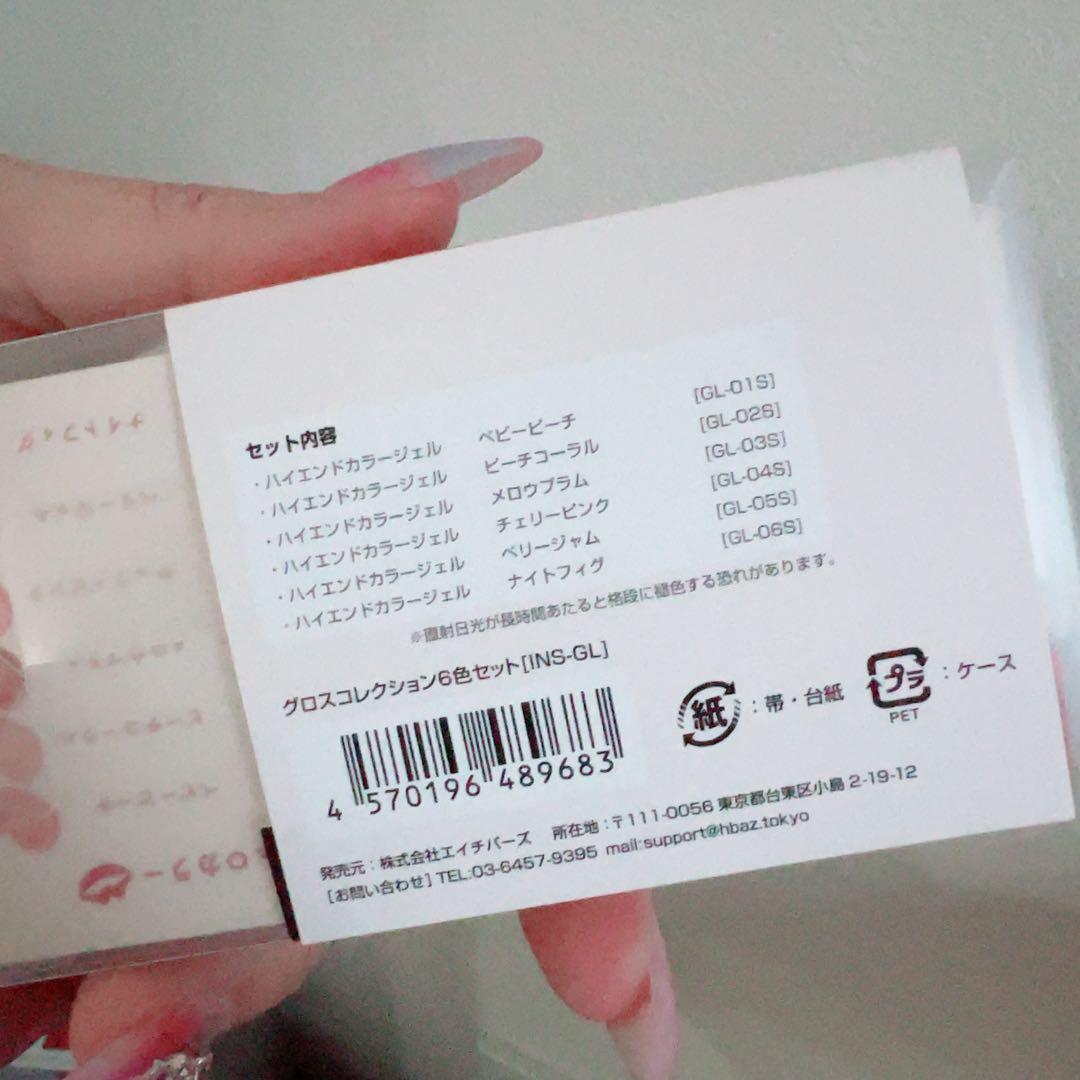 セット内容
・ハイエンドカラージェル ベビーピーチ [GL-01S]
・ハイエンドカラージェル ピーチコーラル [GL-02S]
・ハイエンドカラージェル メロウプラム [GL-03S]
・ハイエンドカラージェル チェリーピンク [GL-04S]
・ハイエンドカラージェル ベリージャム [GL-05S]
・ハイエンドカラージェル ナイトフィグ [GL-06S]
※直射日光が長時間あたると格段に褪色する恐れがあります。
グロスコレクション6色セット[INS-GL]
4 570196 489683
紙 : 帯・台紙
プラ : ケース
PET
発売元 : 株式会社エイチバーズ 所在地 : 〒111-0056 東京都台東区小島 2-19-12
[お問い合わせ] TEL:03-6457-9395 mail:support@hbaz.tokyo